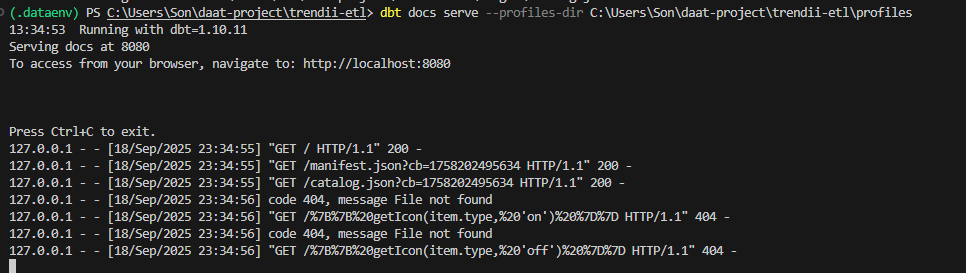 (.dataenv) PS C:\Users\Son\daat-project\trendii-etl> dbt docs serve --profiles-dir C:\Users\Son\daat-project\trendii-etl\profiles
13:34:53  Running with dbt=1.10.11
Serving docs at 8080
To access from your browser, navigate to: http://localhost:8080
Press Ctrl+C to exit.
127.0.0.1 - - [18/Sep/2025 23:34:55] "GET / HTTP/1.1" 200 -
127.0.0.1 - - [18/Sep/2025 23:34:55] "GET /manifest.json?cb=1758202495634 HTTP/1.1" 200 -
127.0.0.1 - - [18/Sep/2025 23:34:55] "GET /catalog.json?cb=1758202495634 HTTP/1.1" 200 -
127.0.0.1 - - [18/Sep/2025 23:34:56] code 404, message File not found
127.0.0.1 - - [18/Sep/2025 23:34:56] "GET /%7B%7B%20getIcon(item.type,%20'on')%20%7D%7D HTTP/1.1" 404 -
127.0.0.1 - - [18/Sep/2025 23:34:56] code 404, message File not found
127.0.0.1 - - [18/Sep/2025 23:34:56] "GET /%7B%7B%20getIcon(item.type,%20'off')%20%7D%7D HTTP/1.1" 404 -